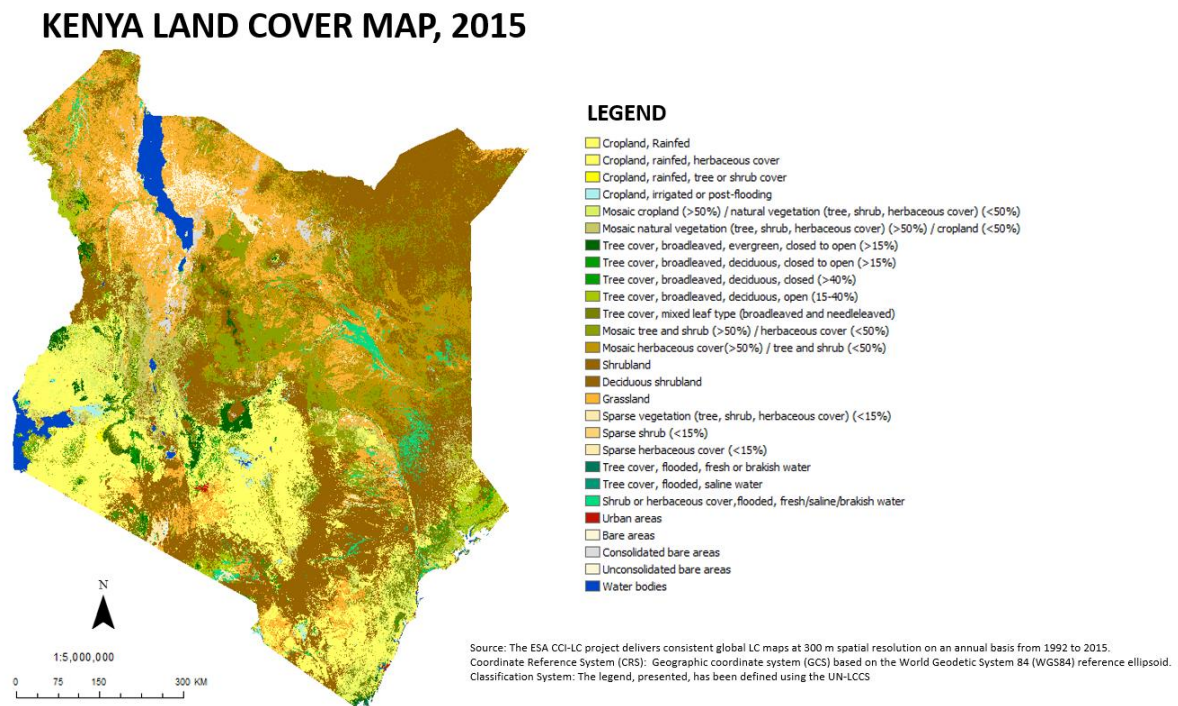 KENYA LAND COVER MAP, 2015
LEGEND
Cropland, Rainfed
Cropland, rainfed, herbaceous cover
Cropland, rainfed, tree or shrub cover
Cropland, irrigated or post-flooding
Mosaic cropland (>50%) / natural vegetation (tree, shrub, herbaceous cover) (<50%)
Mosaic natural vegetation (tree, shrub, herbaceous cover) (>50%) / cropland (<50%)
Tree cover, broadleaved, evergreen, closed to open (>15%)
Tree cover, broadleaved, deciduous, closed to open (>15%)
Tree cover, broadleaved, deciduous, closed (>40%)
Tree cover, broadleaved, deciduous, open (15-40%)
Tree cover, mixed leaf type (broadleaved and needleleaved)
Mosaic tree and shrub (>50%) / herbaceous cover (<50%)
Mosaic herbaceous cover(>50%) / tree and shrub (<50%)
Shrubland
Deciduous shrubland
Grassland
Sparse vegetation (tree, shrub, herbaceous cover) (<15%)
Sparse shrub (<15%)
Sparse herbaceous cover (<15%)
Tree cover, flooded, fresh or brakish water
Tree cover, flooded, saline water
Shrub or herbaceous cover,flooded, fresh/saline/brakish water
Urban areas
Bare areas
Consolidated bare areas
Unconsolidated bare areas
Water bodies
N
1:5,000,000
0 75 150 300 KM
Source: The ESA CCI-LC project delivers consistent global LC maps at 300 m spatial resolution on an annual basis from 1992 to 2015.
Coordinate Reference System (CRS): Geographic coordinate system (GCS) based on the World Geodetic System 84 (WGS84) reference ellipsoid.
Classification System: The legend, presented, has been defined using the UN-LCCS